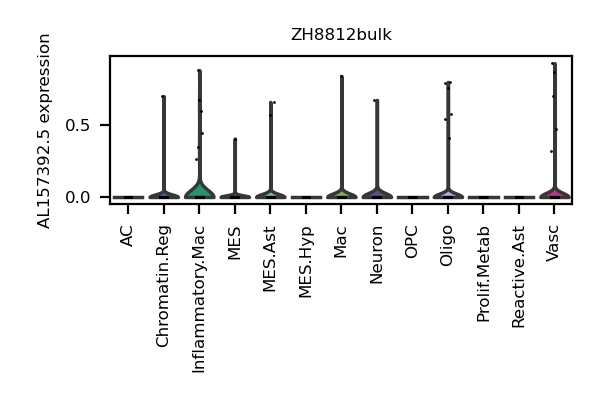 ZH8812bulk
AL157392.5 expression
0.5
0.0
AC
Chromatin.Reg
Inflammatory.Mac
MES
MES.Ast
MES.Hyp
Mac
Neuron
OPC
Oligo
Prolif.Metab
Reactive.Ast
Vasc